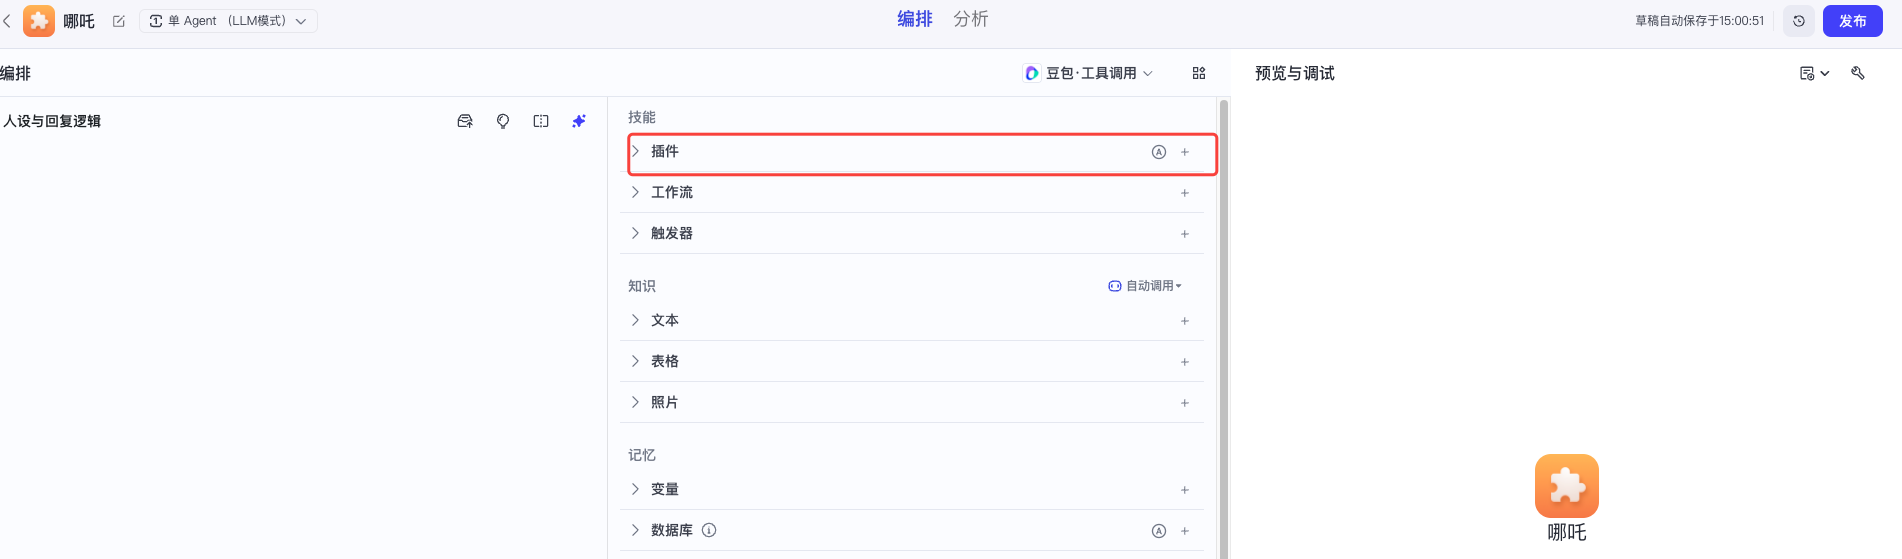 哪吒
单 Agent （LLM模式）
编排 分析
草稿自动保存于15:00:51
发布
编排
豆包·工具调用
预览与调试
人设与回复逻辑
技能
插件
工作流
触发器
知识
自动调用
文本
表格
照片
记忆
变量
数据库
哪吒